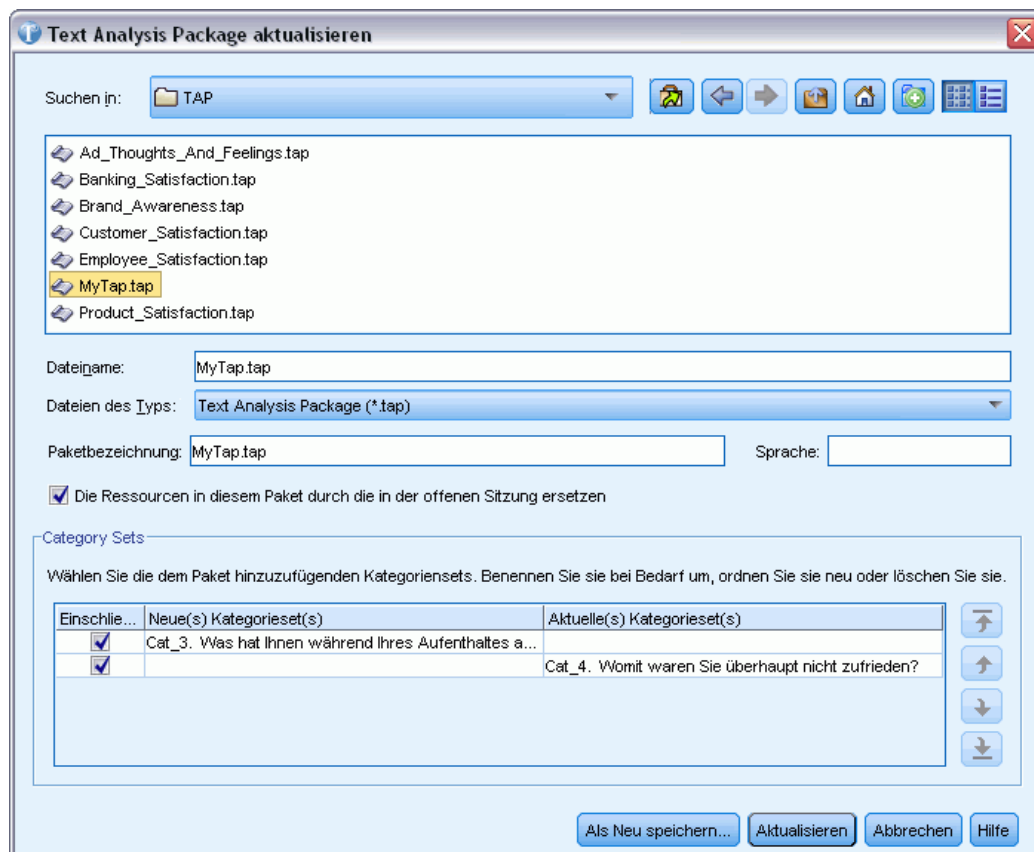 Text Analysis Package aktualisieren
Suchen in: TAP
Ad_Thoughts_And_Feelings.tap
Banking_Satisfaction.tap
Brand_Awareness.tap
Customer_Satisfaction.tap
Employee_Satisfaction.tap
MyTap.tap
Product_Satisfaction.tap
Dateiname: MyTap.tap
Dateien des Typs: Text Analysis Package (*.tap)
Paketbezeichnung: MyTap.tap Sprache:
Die Ressourcen in diesem Paket durch die in der offenen Sitzung ersetzen
Category Sets
Wählen Sie die dem Paket hinzuzufügenden Kategoriensets. Benennen Sie sie bei Bedarf um, ordnen Sie sie neu oder löschen Sie sie.
Einschlie... Neue(s) Kategorieset(s) Aktuelle(s) Kategorieset(s)
Cat_3. Was hat Ihnen während Ihres Aufenthaltes a...
Cat_4. Womit waren Sie überhaupt nicht zufrieden?
Als Neu speichern... Aktualisieren Abbrechen Hilfe